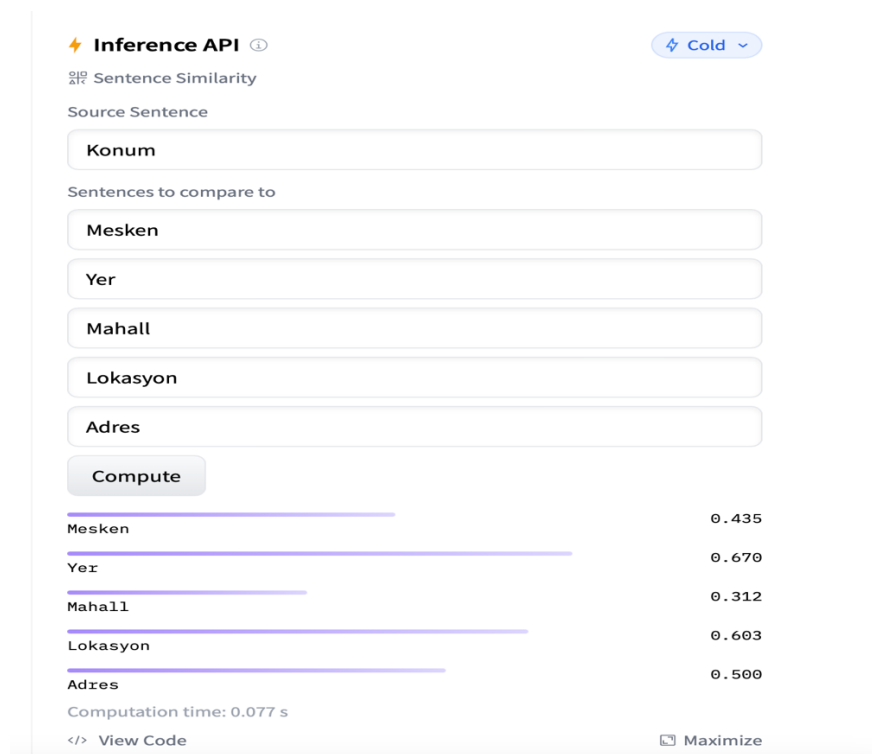 Inference API
Cold
Sentence Similarity
Source Sentence
Konum
Sentences to compare to
Mesken
Yer
Mahall
Lokasyon
Adres
Compute
Mesken 0.435
Yer 0.670
Mahall 0.312
Lokasyon 0.603
Adres 0.500
Computation time: 0.077 s
</> View Code
Maximize